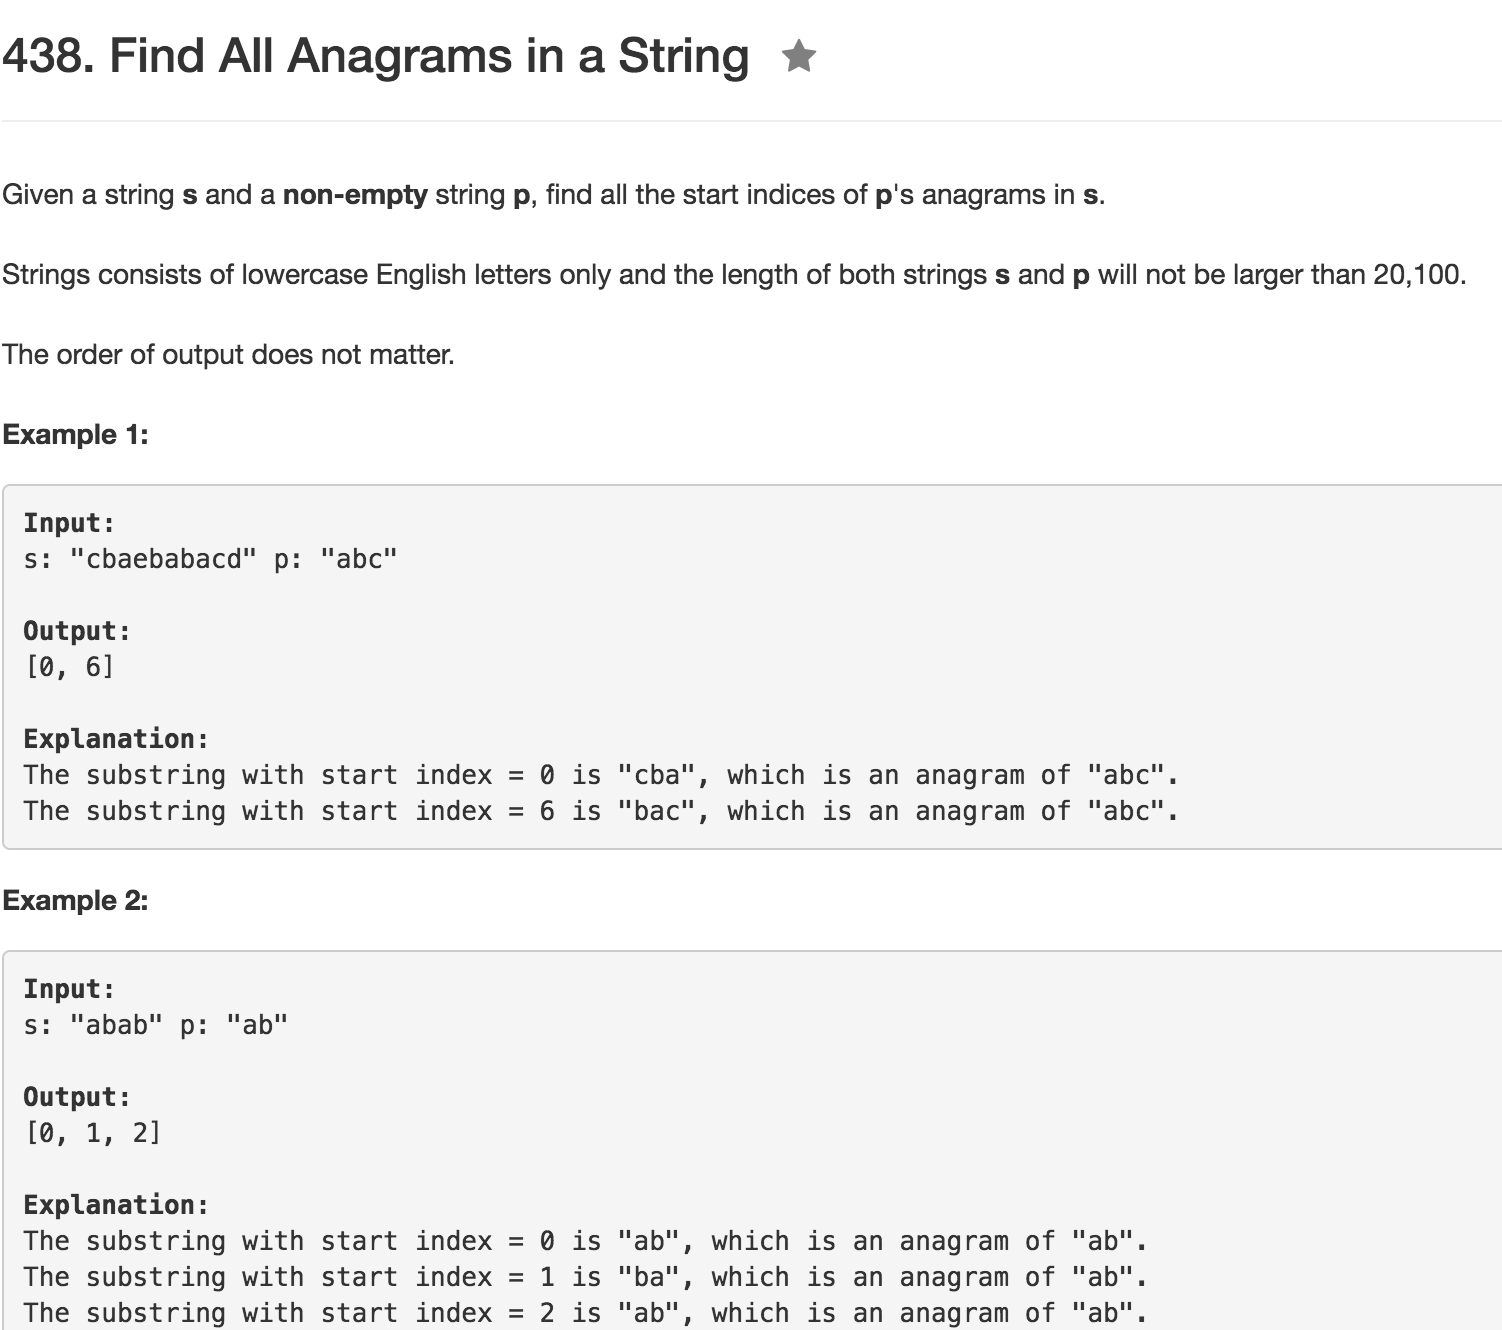 438. Find All Anagrams in a String
Given a string s and a non-empty string p, find all the start indices of p's anagrams in s.
Strings consists of lowercase English letters only and the length of both strings s and p will not be larger than 20,100.
The order of output does not matter.
Example 1:
Input:
s: "cbaebabacd" p: "abc"
Output:
[0, 6]
Explanation:
The substring with start index = 0 is "cba", which is an anagram of "abc".
The substring with start index = 6 is "bac", which is an anagram of "abc".
Example 2:
Input:
s: "abab" p: "ab"
Output:
[0, 1, 2]
Explanation:
The substring with start index = 0 is "ab", which is an anagram of "ab".
The substring with start index = 1 is "ba", which is an anagram of "ab".
The substring with start index = 2 is "ab", which is an anagram of "ab".